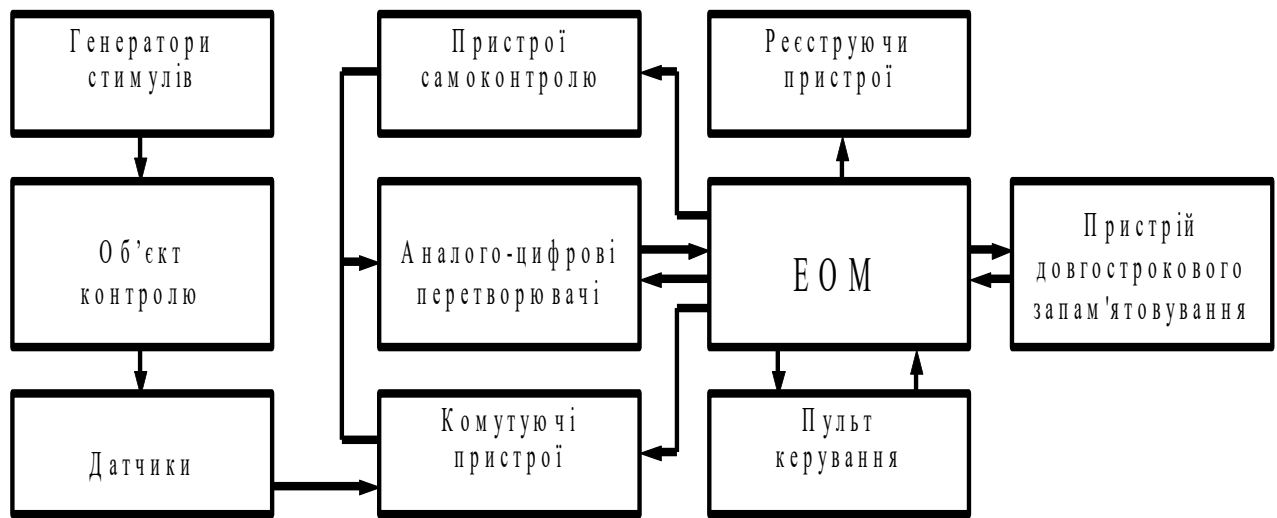 Генератори
стимулів
Пристрої
самоконтролю
Реєструючи
пристрої
Об’єкт
контролю
Аналого-цифрові
перетворювачі
ЕОМ
Пристрій
довгострокового
запам'ятовування
Датчики
Комутуючі
пристрої
Пульт
керування